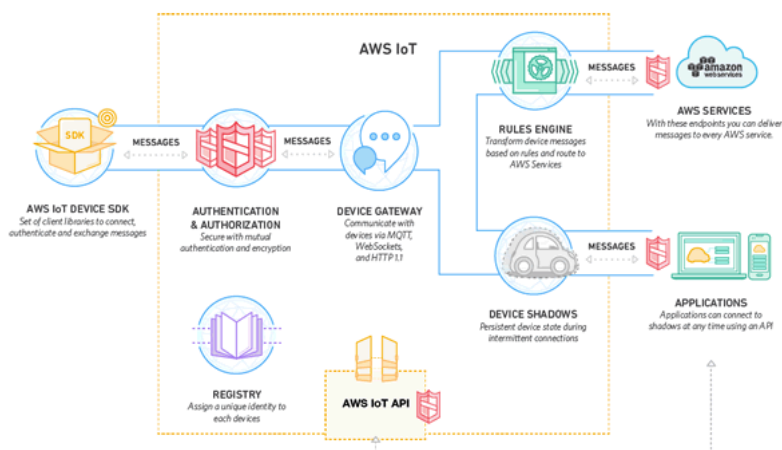 AWS IoT
MESSAGES
amazon
webservices
AWS SERVICES
With these endpoints you can deliver
messages to every AWS service.
RULES ENGINE
Transform device messages
based on rules and route to
AWS Services
SDK
MESSAGES
MESSAGES
AWS IOT DEVICE SDK
Set of client libraries to connect,
authenticate and exchange messages
AUTHENTICATION
& AUTHORIZATION
Secure with mutual
authentication and encryption
DEVICE GATEWAY
Communicate with
devices via MQTT,
WebSockets,
and HTTP 1.1
MESSAGES
DEVICE SHADOWS
Persistent device state during
intermittent connections
APPLICATIONS
Applications can connect to
shadows at any time using an API
REGISTRY
Assign a unique identity to
each devices
AWS IoT API